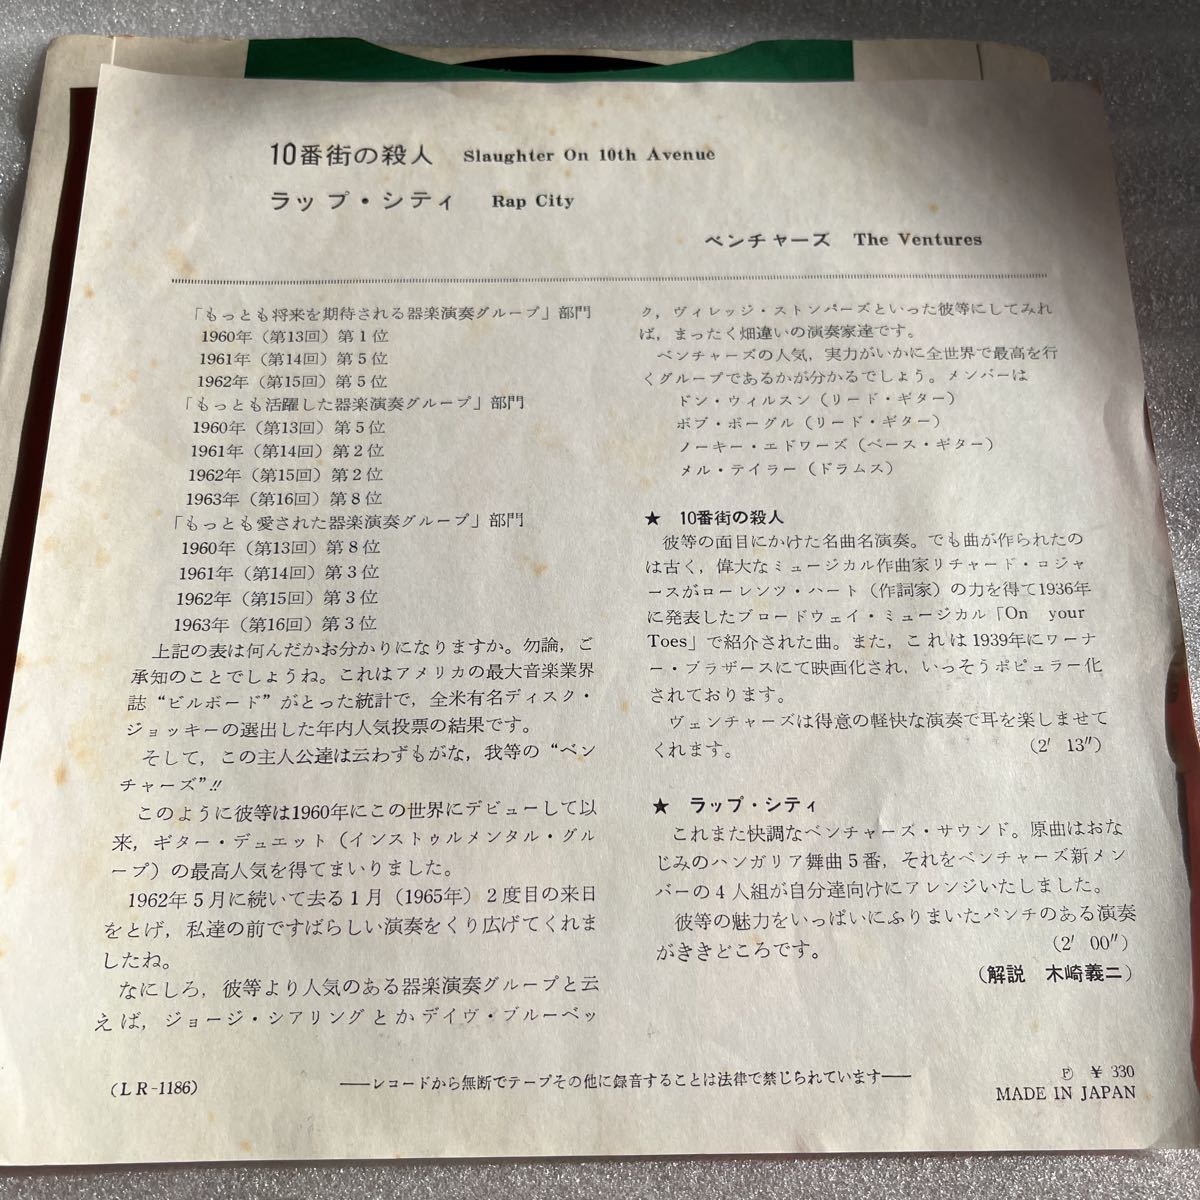 10番街の殺人 Slaughter On 10th Avenue
ラップ・シティ Rap City
ベンチャーズ The Ventures
「もっとも将来を期待される器楽演奏グループ」部門
1960年（第13回）第1位
1961年（第14回）第5位
1962年（第15回）第5位
「もっとも活躍した器楽演奏グループ」部門
1960年（第13回）第5位
1961年（第14回）第2位
1962年（第15回）第2位
1963年（第16回）第8位
「もっとも愛された器楽演奏グループ」部門
1960年（第13回）第8位
1961年（第14回）第3位
1962年（第15回）第3位
1963年（第16回）第3位
上記の表は何んだかお分かりになりますか。勿論，ご
承知のことでしょうね。これはアメリカの最大音楽業界
誌“ビルボード”がとった統計で，全米有名ディスク・
ジョッキーの選出した年内人気投票の結果です。
そして，この主人公達は云わずもがな，我等の“ベン
チャーズ”!!
このように彼等は1960年にこの世界にデビューして以
来，ギター・デュエット（インストゥルメンタル・グル
ープ）の最高人気を得てまいりました。
1962年5月に続いて去る1月（1965年）2度目の来日
をとげ，私達の前ですばらしい演奏をくり広げてくれま
したね。
なにしろ，彼等より人気のある器楽演奏グループと云
えば，ジョージ・シアリングとかデイヴ・ブルーベッ
ク，ヴィレッジ・ストンパーズといった彼等にしてみれ
ば，まったく畑違いの演奏家達です。
ベンチャーズの人気，実力がいかに全世界で最高を行
くグループであるかが分かるでしょう。メンバーは
ドン・ウィルスン（リード・ギター）
ボブ・ボーグル（リード・ギター）
ノーキー・エドワーズ（ベース・ギター）
メル・テイラー（ドラムス）
★ 10番街の殺人
彼等の面目にかけた名曲名演奏。でも曲が作られたの
は古く，偉大なミュージカル作曲家リチャード・ロジャ
ースがローレンツ・ハート（作詞家）の力を得て1936年
に発表したブロードウェイ・ミュージカル「On your
Toes」で紹介された曲。また，これは1939年にワーナ
ー・ブラザースにて映画化され，いっそうポピュラー化
されております。
ヴェンチャーズは得意の軽快な演奏で耳を楽しませて
くれます。 （2′ 13″）
★ ラップ・シティ
これまた快調なベンチャーズ・サウンド。原曲はおな
じみのハンガリア舞曲5番，それをベンチャーズ新メン
バーの4人組が自分達向けにアレンジいたしました。
彼等の魅力をいっぱいにふりまいたパンチのある演奏
がききどころです。 （2′ 00″）
（解説 木崎義二）
（LR-1186）
——レコードから無断でテープその他に録音することは法律で禁じられています——
Ⓟ ￥330
MADE IN JAPAN